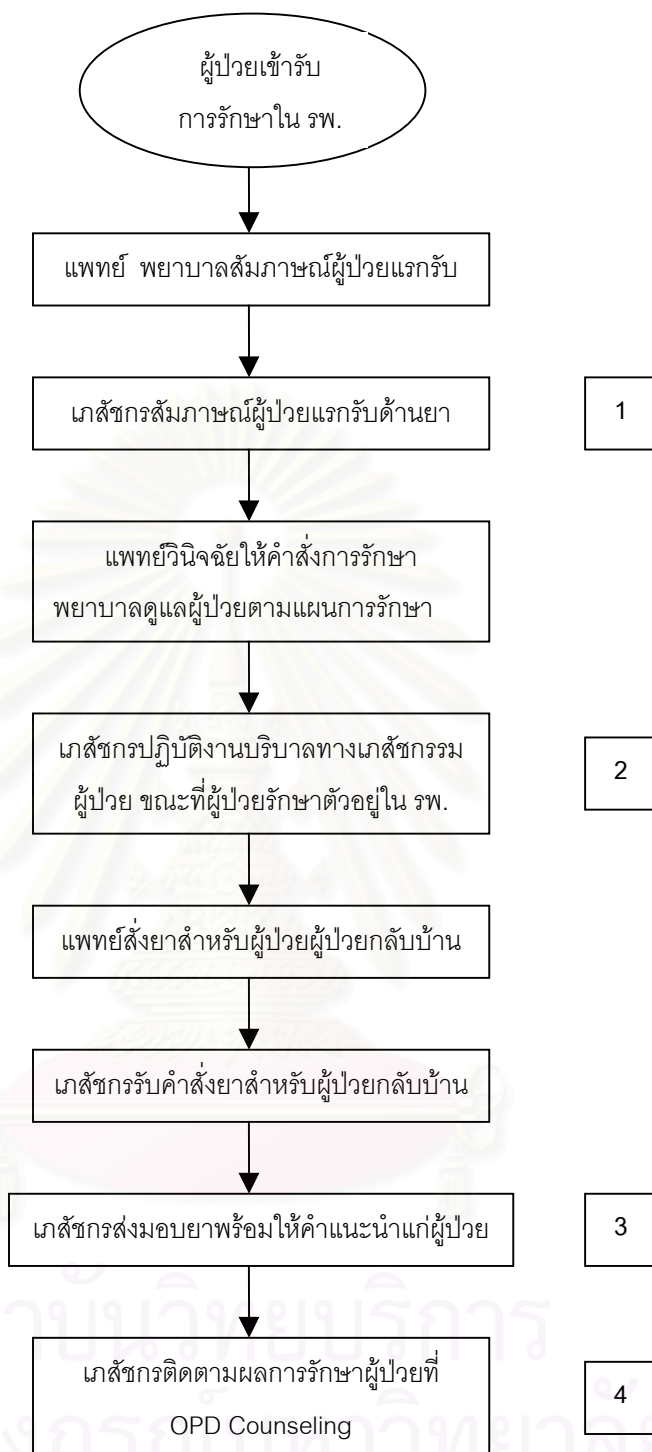 ผู้ป่วยเข้ารับ
การรักษาใน รพ.
แพทย์ พยาบาลสัมภาษณ์ผู้ป่วยแรกรับ
เภสัชกรสัมภาษณ์ผู้ป่วยแรกรับด้านยา
1
แพทย์วินิจฉัยให้คำสั่งการรักษา
พยาบาลดูแลผู้ป่วยตามแผนการรักษา
เภสัชกรปฏิบัติงานบริบาลทางเภสัชกรรม
ผู้ป่วย ขณะที่ผู้ป่วยรักษาตัวอยู่ใน รพ.
2
แพทย์สั่งยาสำหรับผู้ป่วยผู้ป่วยกลับบ้าน
เภสัชกรรับคำสั่งยาสำหรับผู้ป่วยกลับบ้าน
เภสัชกรส่งมอบยาพร้อมให้คำแนะนำแก่ผู้ป่วย
3
เภสัชกรติดตามผลการรักษาผู้ป่วยที่
OPD Counseling
4